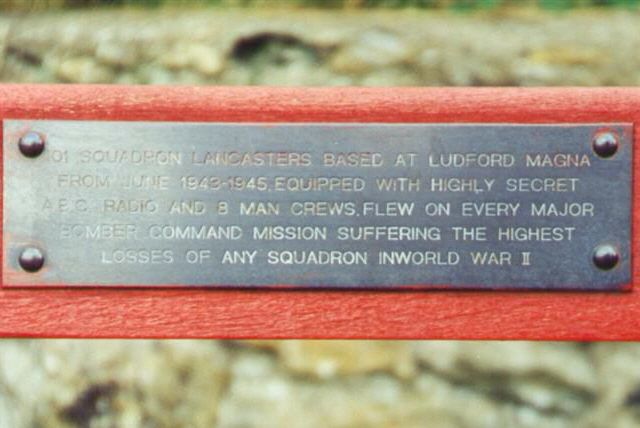 101 SQUADRON LANCASTERS BASED AT LUDFORD MAGNA
FROM JUNE 1943-1945, EQUIPPED WITH HIGHLY SECRET
A.B.C. RADIO AND 8 MAN CREWS, FLEW ON EVERY MAJOR
BOMBER COMMAND MISSION SUFFERING THE HIGHEST
LOSSES OF ANY SQUADRON INWORLD WAR II